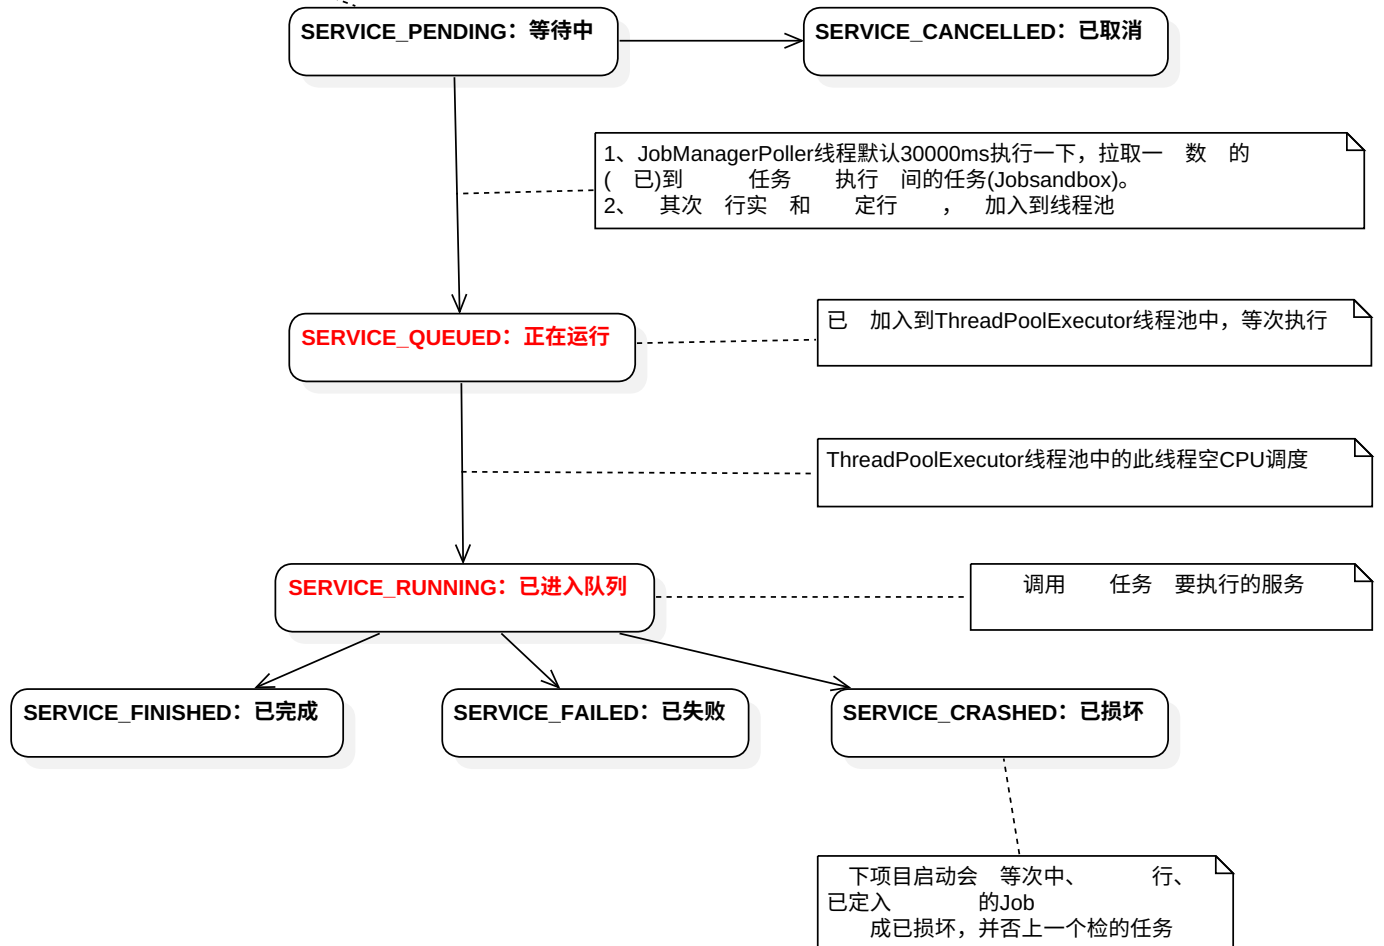 SERVICE_PENDING：等待中
SERVICE_CANCELLED：已取消
1、JobManagerPoller线程默认30000ms执行一下，拉取一 数 的
( 已)到 任务 执行 间的任务(Jobsandbox)。
2、 其次 行实 和 定行 ， 加入到线程池
SERVICE_QUEUED：正在运行
已 加入到ThreadPoolExecutor线程池中，等次执行
ThreadPoolExecutor线程池中的此线程空CPU调度
SERVICE_RUNNING：已进入队列
调用 任务 要执行的服务
SERVICE_FINISHED：已完成
SERVICE_FAILED：已失败
SERVICE_CRASHED：已损坏
下项目启动会 等次中、 行、
已定入 的Job
成已损坏，并否上一个检的任务